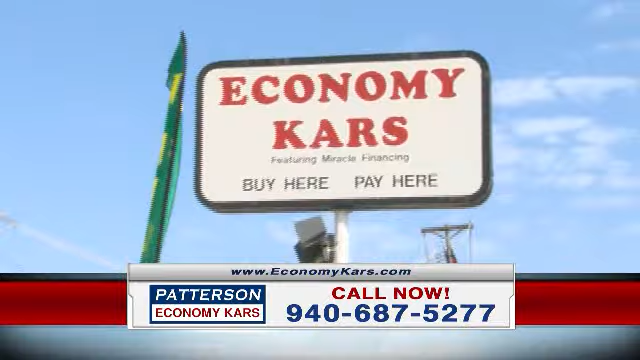 ECONOMY
KARS
Featuring Miracle Financing
BUY HERE PAY HERE
www.EconomyKars.com
PATTERSON
ECONOMY KARS
CALL NOW!
940-687-5277